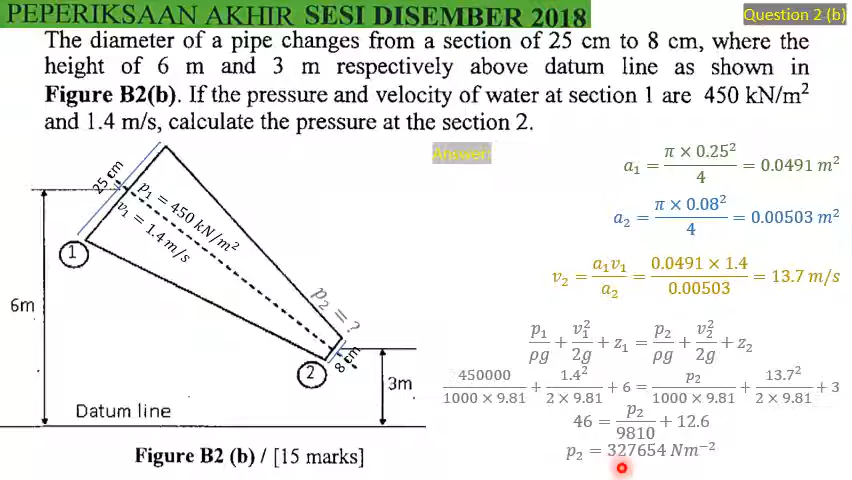 PEPERIKSAAN AKHIR SESI DISEMBER 2018
Question 2 (b)
The diameter of a pipe changes from a section of 25 cm to 8 cm, where the
height of 6 m and 3 m respectively above datum line as shown in
Figure B2(b). If the pressure and velocity of water at section 1 are 450 kN/m²
and 1.4 m/s, calculate the pressure at the section 2.
25 cm
p₁ = 450 kN/m²
v₁ = 1.4 m/s
1
6m
p₂ = ?
8 cm
2
3m
Datum line
Figure B2 (b) / [15 marks]
Answer:
a₁ = π × 0.25² / 4 = 0.0491 m²
a₂ = π × 0.08² / 4 = 0.00503 m²
v₂ = a₁v₁ / a₂ = 0.0491 × 1.4 / 0.00503 = 13.7 m/s
p₁/ρg + v₁²/2g + z₁ = p₂/ρg + v₂²/2g + z₂
450000 / 1000 × 9.81 + 1.4² / 2 × 9.81 + 6 = p₂ / 1000 × 9.81 + 13.7² / 2 × 9.81 + 3
46 = p₂ / 9810 + 12.6
p₂ = 327654 Nm⁻²